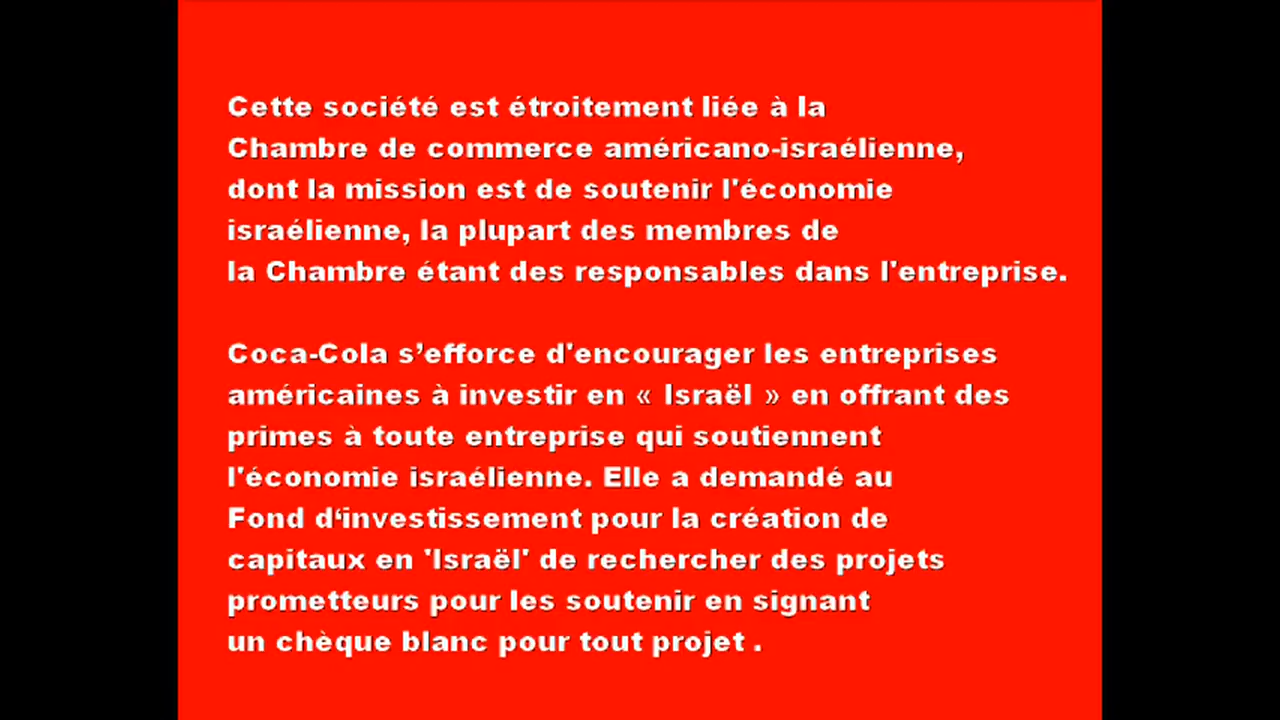 Cette société est étroitement liée à la
Chambre de commerce américano-israélienne,
dont la mission est de soutenir l'économie
israélienne, la plupart des membres de
la Chambre étant des responsables dans l'entreprise.
Coca-Cola s’efforce d'encourager les entreprises
américaines à investir en « Israël » en offrant des
primes à toute entreprise qui soutiennent
l'économie israélienne. Elle a demandé au
Fond d‘investissement pour la création de
capitaux en 'Israël' de rechercher des projets
prometteurs pour les soutenir en signant
un chèque blanc pour tout projet .